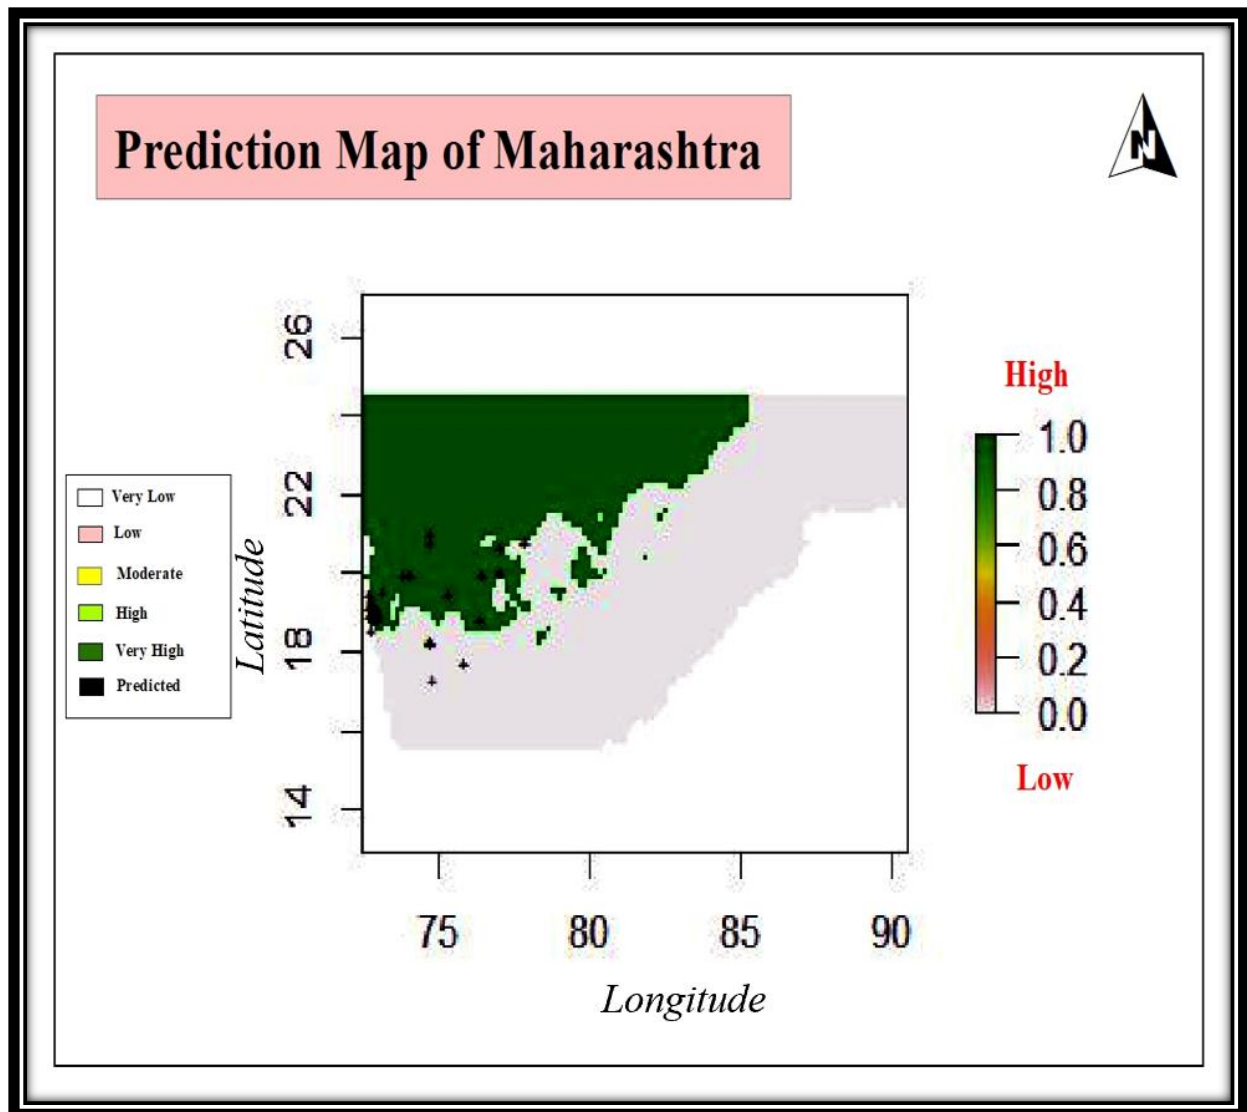 Prediction Map of Maharashtra
N
26
22
18
14
Latitude
75 80 85 90
Longitude
Very Low
Low
Moderate
High
Very High
Predicted
High
1.0
0.8
0.6
0.4
0.2
0.0
Low